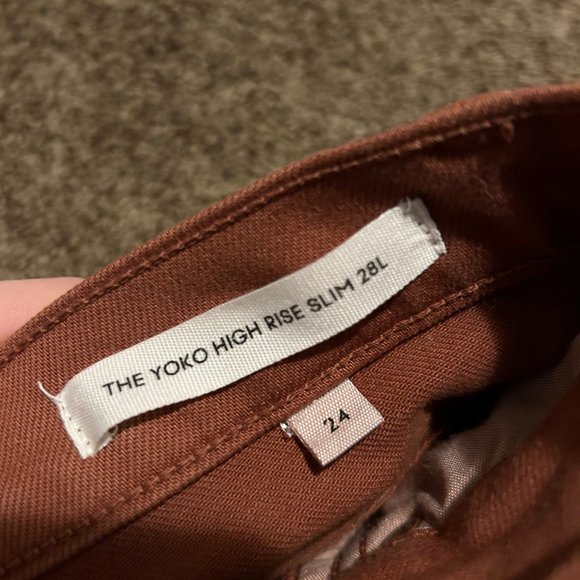 THE YOKO HIGH RISE SLIM 28L
24